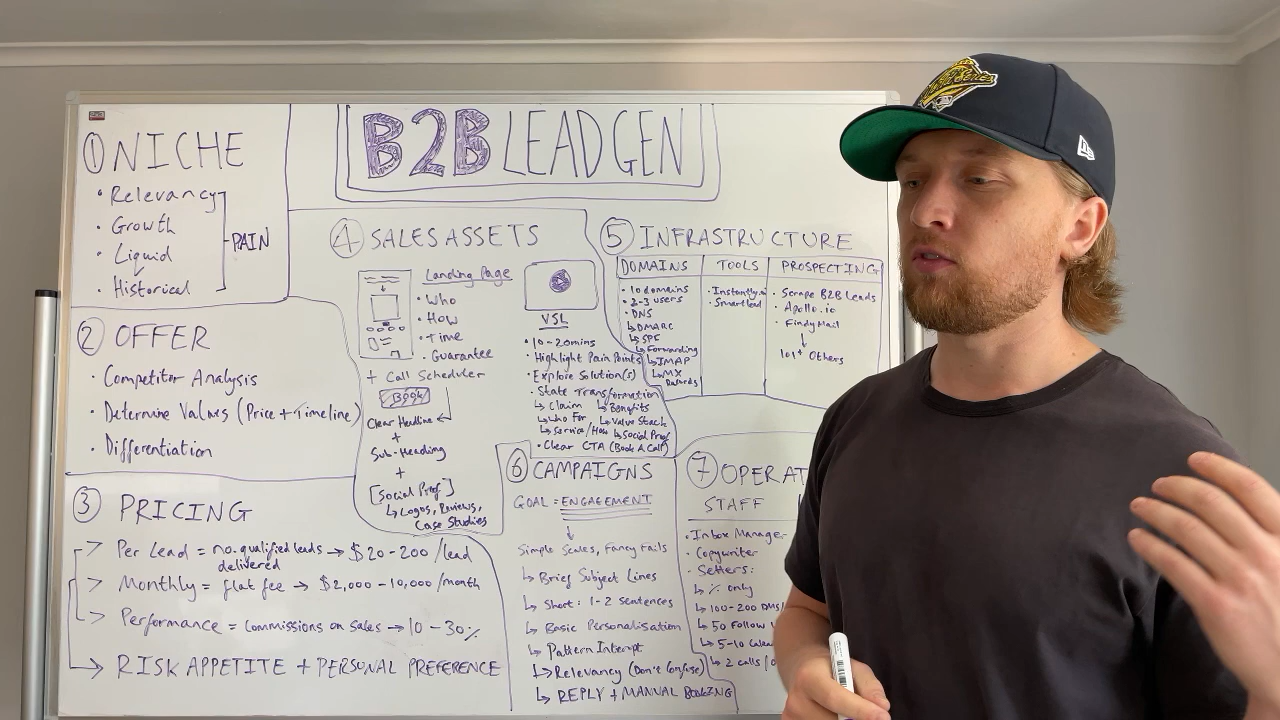 B2B LEAD GEN
① NICHE
• Relevancy
• Growth
• Liquid
• Historical
PAIN
② OFFER
• Competitor Analysis
• Determine Values (Price + Timeline)
• Differentiation
③ PRICING
> Per Lead = no. qualified leads delivered → $20-200/lead
> Monthly = flat fee → $2,000-10,000/month
> Performance = commissions on sales → 10-30%
→ RISK APPETITE + PERSONAL PREFERENCE
④ SALES ASSETS
Landing Page
• Who
• How
• Time
• Guarantee
+ Call Scheduler
BOOK
Clear Headline
+
Sub-Heading
+
[Social Proof]
↳ Logos, Reviews,
Case Studies
VSL
• 10-20mins
• Highlight Pain Points
• Explore Solution(s)
• State Transformation
↳ Claim ↳ Benefits
↳ Who For ↳ Value Stack
↳ Service/How ↳ Social Proof
• Clear CTA (Book A Call)
⑤ INFRASTRUCTURE
DOMAINS
• 10 domains
• 2-3 users
• DNS
↳ DMARC
↳ SPF
↳ Forwarding
↳ IMAP
↳ MX
Records
TOOLS
• Instantly.ai
• Smartlead
PROSPECTING
• Scrape B2B Leads
• Apollo.io
• FindyMail
↓
101+ Others
⑥ CAMPAIGNS
GOAL = ENGAGEMENT
↓
Simple Scales, Fancy Fails
↳ Brief Subject Lines
↳ Short: 1-2 sentences
↳ Basic Personalisation
↳ Pattern Interrupt
↳ Relevancy (Don't Confuse)
↳ REPLY + MANUAL BOOKING
⑦ OPERAT
STAFF
• Inbox Manager
• Copywriter
• Setters:
↳ % only
↳ 100-200 DMs/
↳ 50 Follow
↳ 5-10
↳ 2 calls/